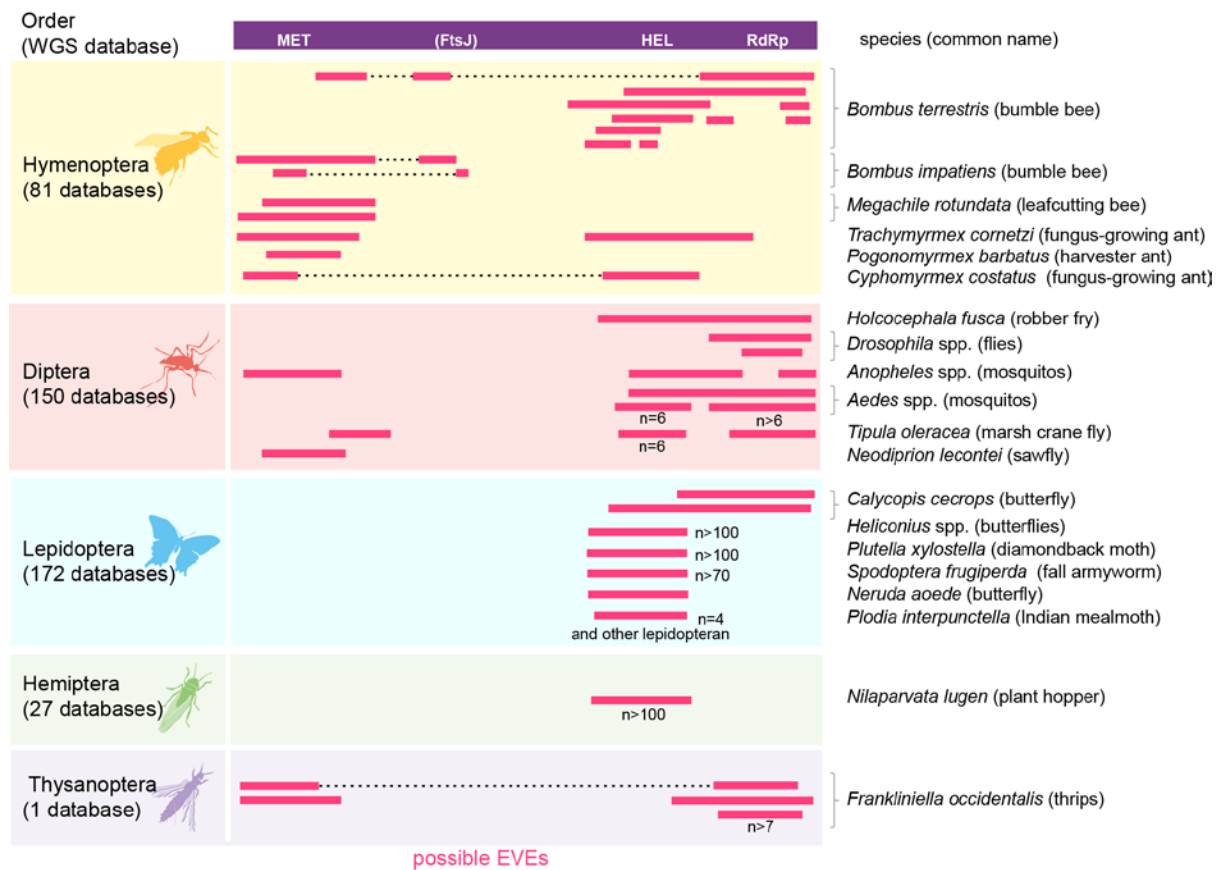 Order
(WGS database)
MET (FtsJ) HEL RdRp
species (common name)
Hymenoptera
(81 databases)
Bombus terrestris (bumble bee)
Bombus impatiens (bumble bee)
Megachile rotundata (leafcutting bee)
Trachymyrmex cornetzi (fungus-growing ant)
Pogonomyrmex barbatus (harvester ant)
Cyphomyrmex costatus (fungus-growing ant)
Diptera
(150 databases)
Holcocephala fusca (robber fry)
Drosophila spp. (flies)
Anopheles spp. (mosquitos)
Aedes spp. (mosquitos)
n=6 n>6
Tipula oleracea (marsh crane fly)
n=6
Neodiprion lecontei (sawfly)
Lepidoptera
(172 databases)
Calycopis cecrops (butterfly)
n>100 Heliconius spp. (butterflies)
n>100 Plutella xylostella (diamondback moth)
n>70 Spodoptera frugiperda (fall armyworm)
Neruda aoede (butterfly)
n=4 Plodia interpunctella (Indian mealmoth)
and other lepidopteran
Hemiptera
(27 databases)
n>100
Nilaparvata lugen (plant hopper)
Thysanoptera
(1 database)
Frankliniella occidentalis (thrips)
n>7
possible EVEs